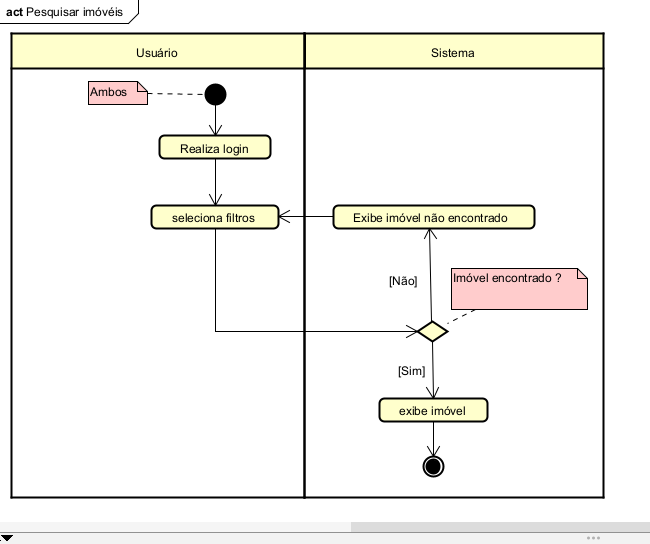 act Pesquisar imóvéis
Usuário
Sistema
Ambos
Realiza login
seleciona filtros
Exibe imóvel não encontrado
[Não]
Imóvel encontrado ?
[Sim]
exibe imóvel